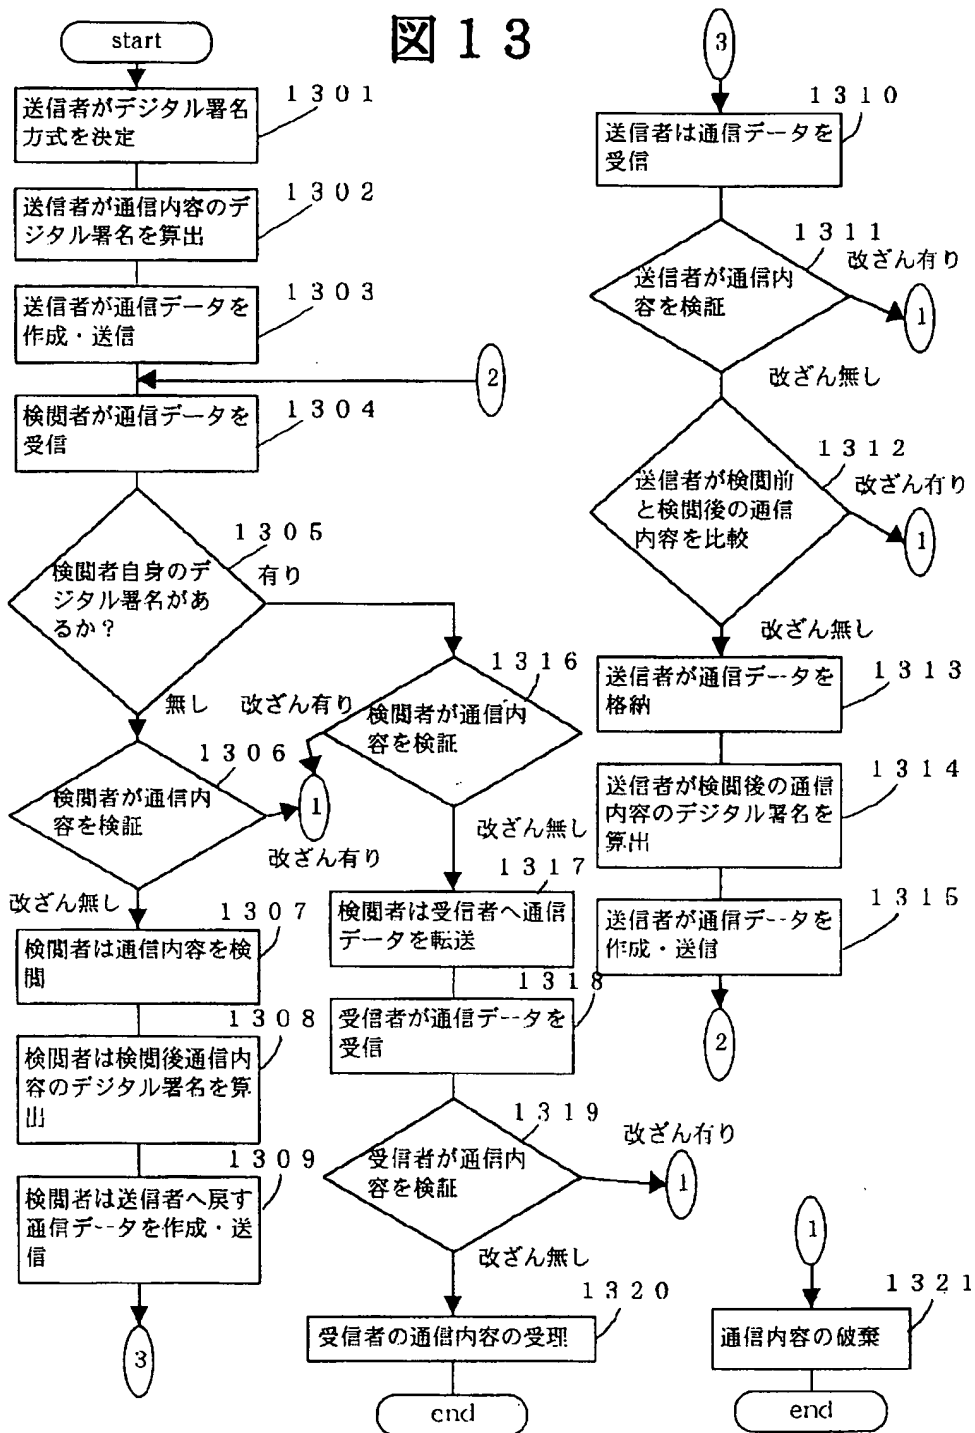 図13
start
1301
送信者がデジタル署名
方式を決定
1302
送信者が通信内容のデ
ジタル署名を算出
1303
送信者が通信データを
作成・送信
2
1304
検閲者が通信データを
受信
1305
検閲者自身のデ
ジタル署名があ
るか?
有り
無し
1306
検閲者が通信内
容を検証
1
改ざん有り
改ざん無し
1307
検閲者は通信内容を検
閲
1308
検閲者は検閲後通信内
容のデジタル署名を算
出
1309
検閲者は送信者へ戻す
通信データを作成・送
信
3
1316
改ざん有り
検閲者が通信内
容を検証
改ざん無し
1317
検閲者は受信者へ通信
データを転送
1318
受信者が通信データを
受信
1319
受信者が通信内
容を検証
改ざん有り
1
改ざん無し
1320
受信者の通信内容の受理
end
3
1310
送信者は通信データを
受信
1311
改ざん有り
送信者が通信内
容を検証
1
改ざん無し
1312
改ざん有り
送信者が検閲前
と検閲後の通信
内容を比較
1
改ざん無し
1313
送信者が通信データを
格納
1314
送信者が検閲後の通信
内容のデジタル署名を
算出
1315
送信者が通信データを
作成・送信
2
1
1321
通信内容の破棄
end